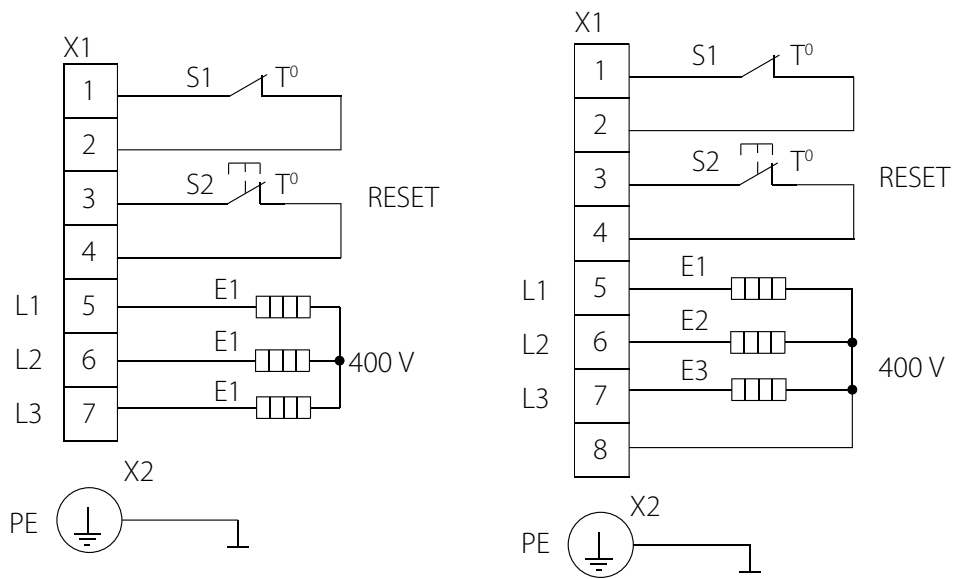 X1
1 S1 T⁰
2
3 S2 T⁰ RESET
4
L1 5 E1
L2 6 E1 400 V
L3 7 E1
X2
PE
X1
1 S1 T⁰
2
3 S2 T⁰ RESET
4
L1 5 E1
L2 6 E2
400 V
L3 7 E3
8
X2
PE